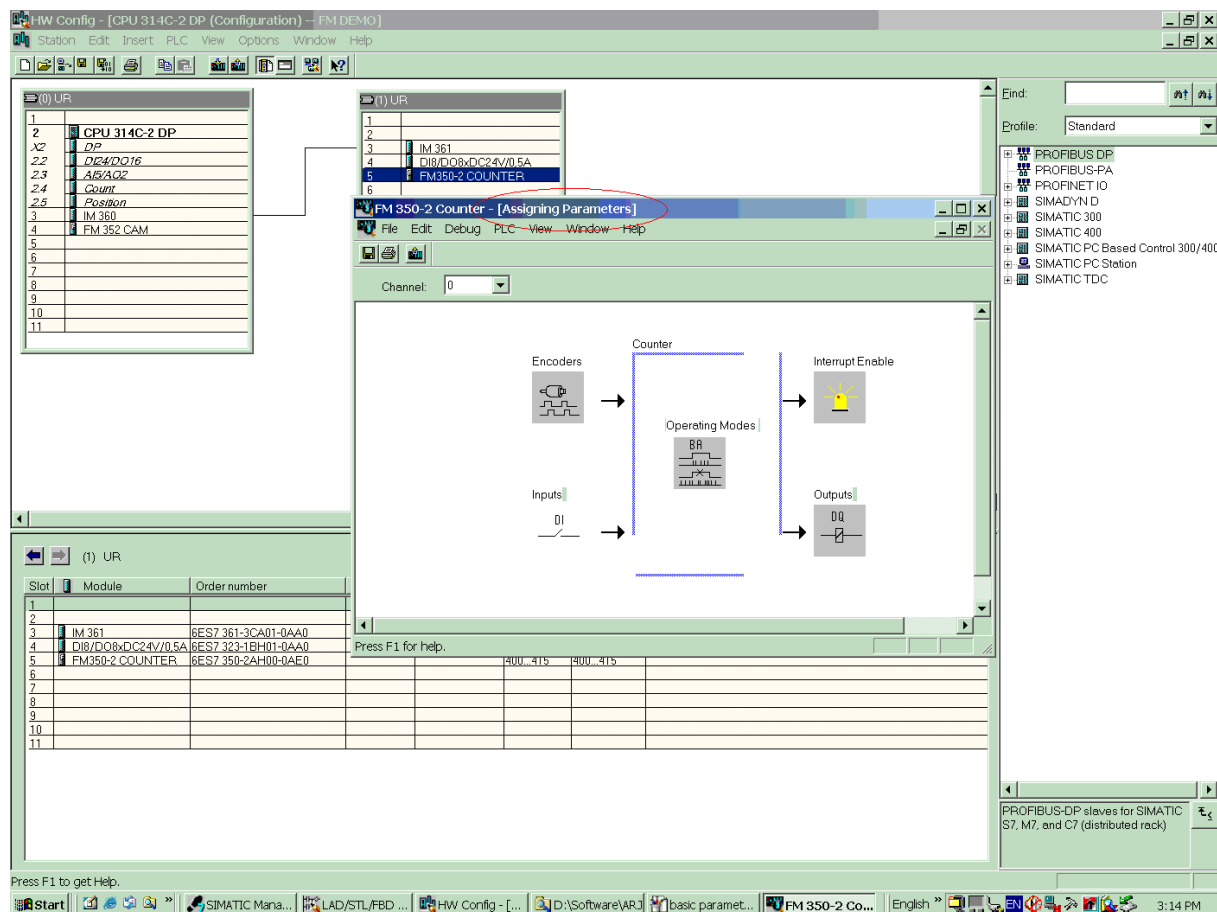 HW Config - [CPU 314C-2 DP (Configuration) -- FM DEMO]
Station Edit Insert PLC View Options Window Help
(0) UR
1
2 CPU 314C-2 DP
X2 DP
2.2 DI24/DO16
2.3 AI5/AO2
2.4 Count
2.5 Position
3 IM 360
4 FM 352 CAM
5
6
7
8
9
10
11
(1) UR
1
2
3 IM 361
4 DI8/DO8xDC24V/0,5A
5 FM350-2 COUNTER
6
Find:
Profile: Standard
PROFIBUS DP
PROFIBUS-PA
PROFINET IO
SIMADYN D
SIMATIC 300
SIMATIC 400
SIMATIC PC Based Control 300/400
SIMATIC PC Station
SIMATIC TDC
FM 350-2 Counter - [Assigning Parameters]
File Edit Debug PLC View Window Help
Channel: 0
Counter
Encoders
Interrupt Enable
Operating Modes
BA
Inputs
DI
Outputs
DQ
Press F1 for help.
(1) UR
Slot Module Order number
1
2
3 IM 361 6ES7 361-3CA01-0AA0
4 DI8/DO8xDC24V/0,5A 6ES7 323-1BH01-0AA0
5 FM350-2 COUNTER 6ES7 350-2AH00-0AE0 400...415 400...415
6
7
8
9
10
11
PROFIBUS-DP slaves for SIMATIC
S7, M7, and C7 (distributed rack)
Press F1 to get Help.
Start » SIMATIC Mana... LAD/STL/FBD ... HW Config - [... D:\Software\ARJ basic paramet... FM 350-2 Co... English » EN 3:14 PM